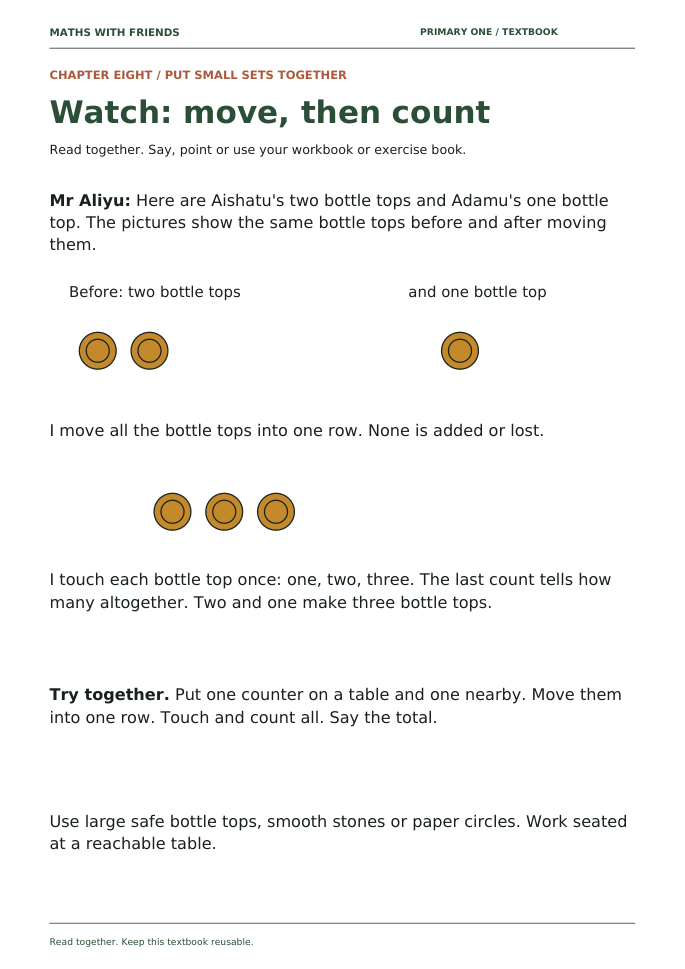 MATHS WITH FRIENDS
PRIMARY ONE / TEXTBOOK
CHAPTER EIGHT / PUT SMALL SETS TOGETHER
Watch: move, then count
Read together. Say, point or use your workbook or exercise book.
Mr Aliyu: Here are Aishatu's two bottle tops and Adamu's one bottle
top. The pictures show the same bottle tops before and after moving
them.
Before: two bottle tops
and one bottle top
I move all the bottle tops into one row. None is added or lost.
I touch each bottle top once: one, two, three. The last count tells how
many altogether. Two and one make three bottle tops.
Try together. Put one counter on a table and one nearby. Move them
into one row. Touch and count all. Say the total.
Use large safe bottle tops, smooth stones or paper circles. Work seated
at a reachable table.
Read together. Keep this textbook reusable.